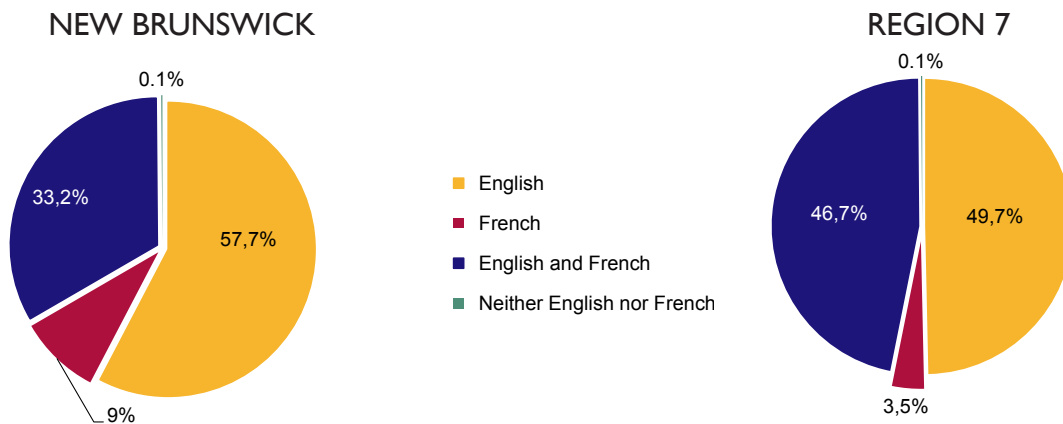 NEW BRUNSWICK
0.1%
33,2%
57,7%
9%
English
French
English and French
Neither English nor French
REGION 7
0.1%
46,7%
49,7%
3,5%